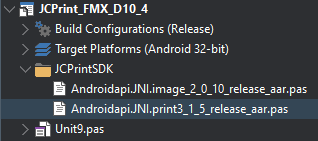 JCPrint_FMX_D10_4
Build Configurations (Release)
Target Platforms (Android 32-bit)
JCPrintSDK
Androidapi.JNI.image_2_0_10_release_aar.pas
Androidapi.JNI.print3_1_5_release_aar.pas
Unit9.pas